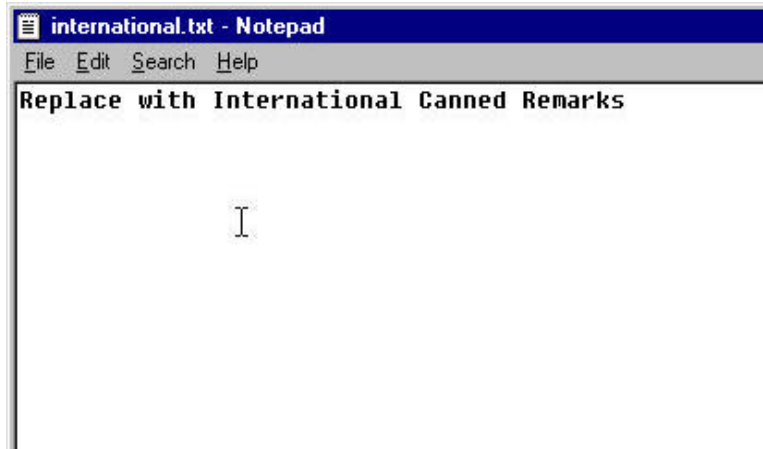 international.txt - Notepad
File Edit Search Help
Replace with International Canned Remarks